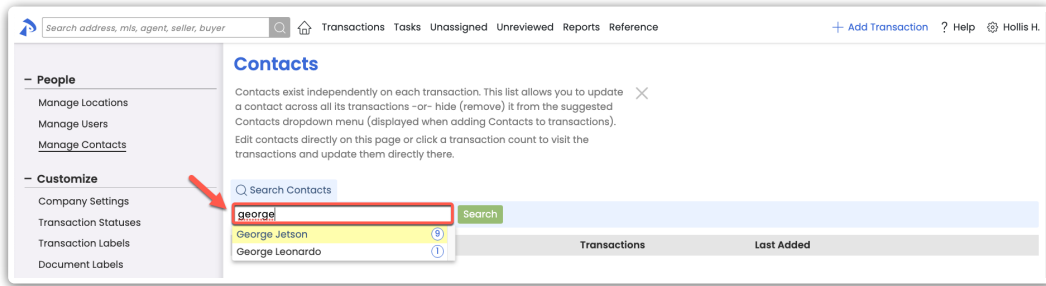 Search address, mls, agent, seller, buyer
Transactions Tasks Unassigned Unreviewed Reports Reference
+ Add Transaction ? Help Hollis H.
– People
Manage Locations
Manage Users
Manage Contacts
– Customize
Company Settings
Transaction Statuses
Transaction Labels
Document Labels
Contacts
Contacts exist independently on each transaction. This list allows you to update
a contact across all its transactions -or- hide (remove) it from the suggested
Contacts dropdown menu (displayed when adding Contacts to transactions).
Edit contacts directly on this page or click a transaction count to visit the
transactions and update them directly there.
Search Contacts
george Search
George Jetson 9
George Leonardo 1
Transactions Last Added